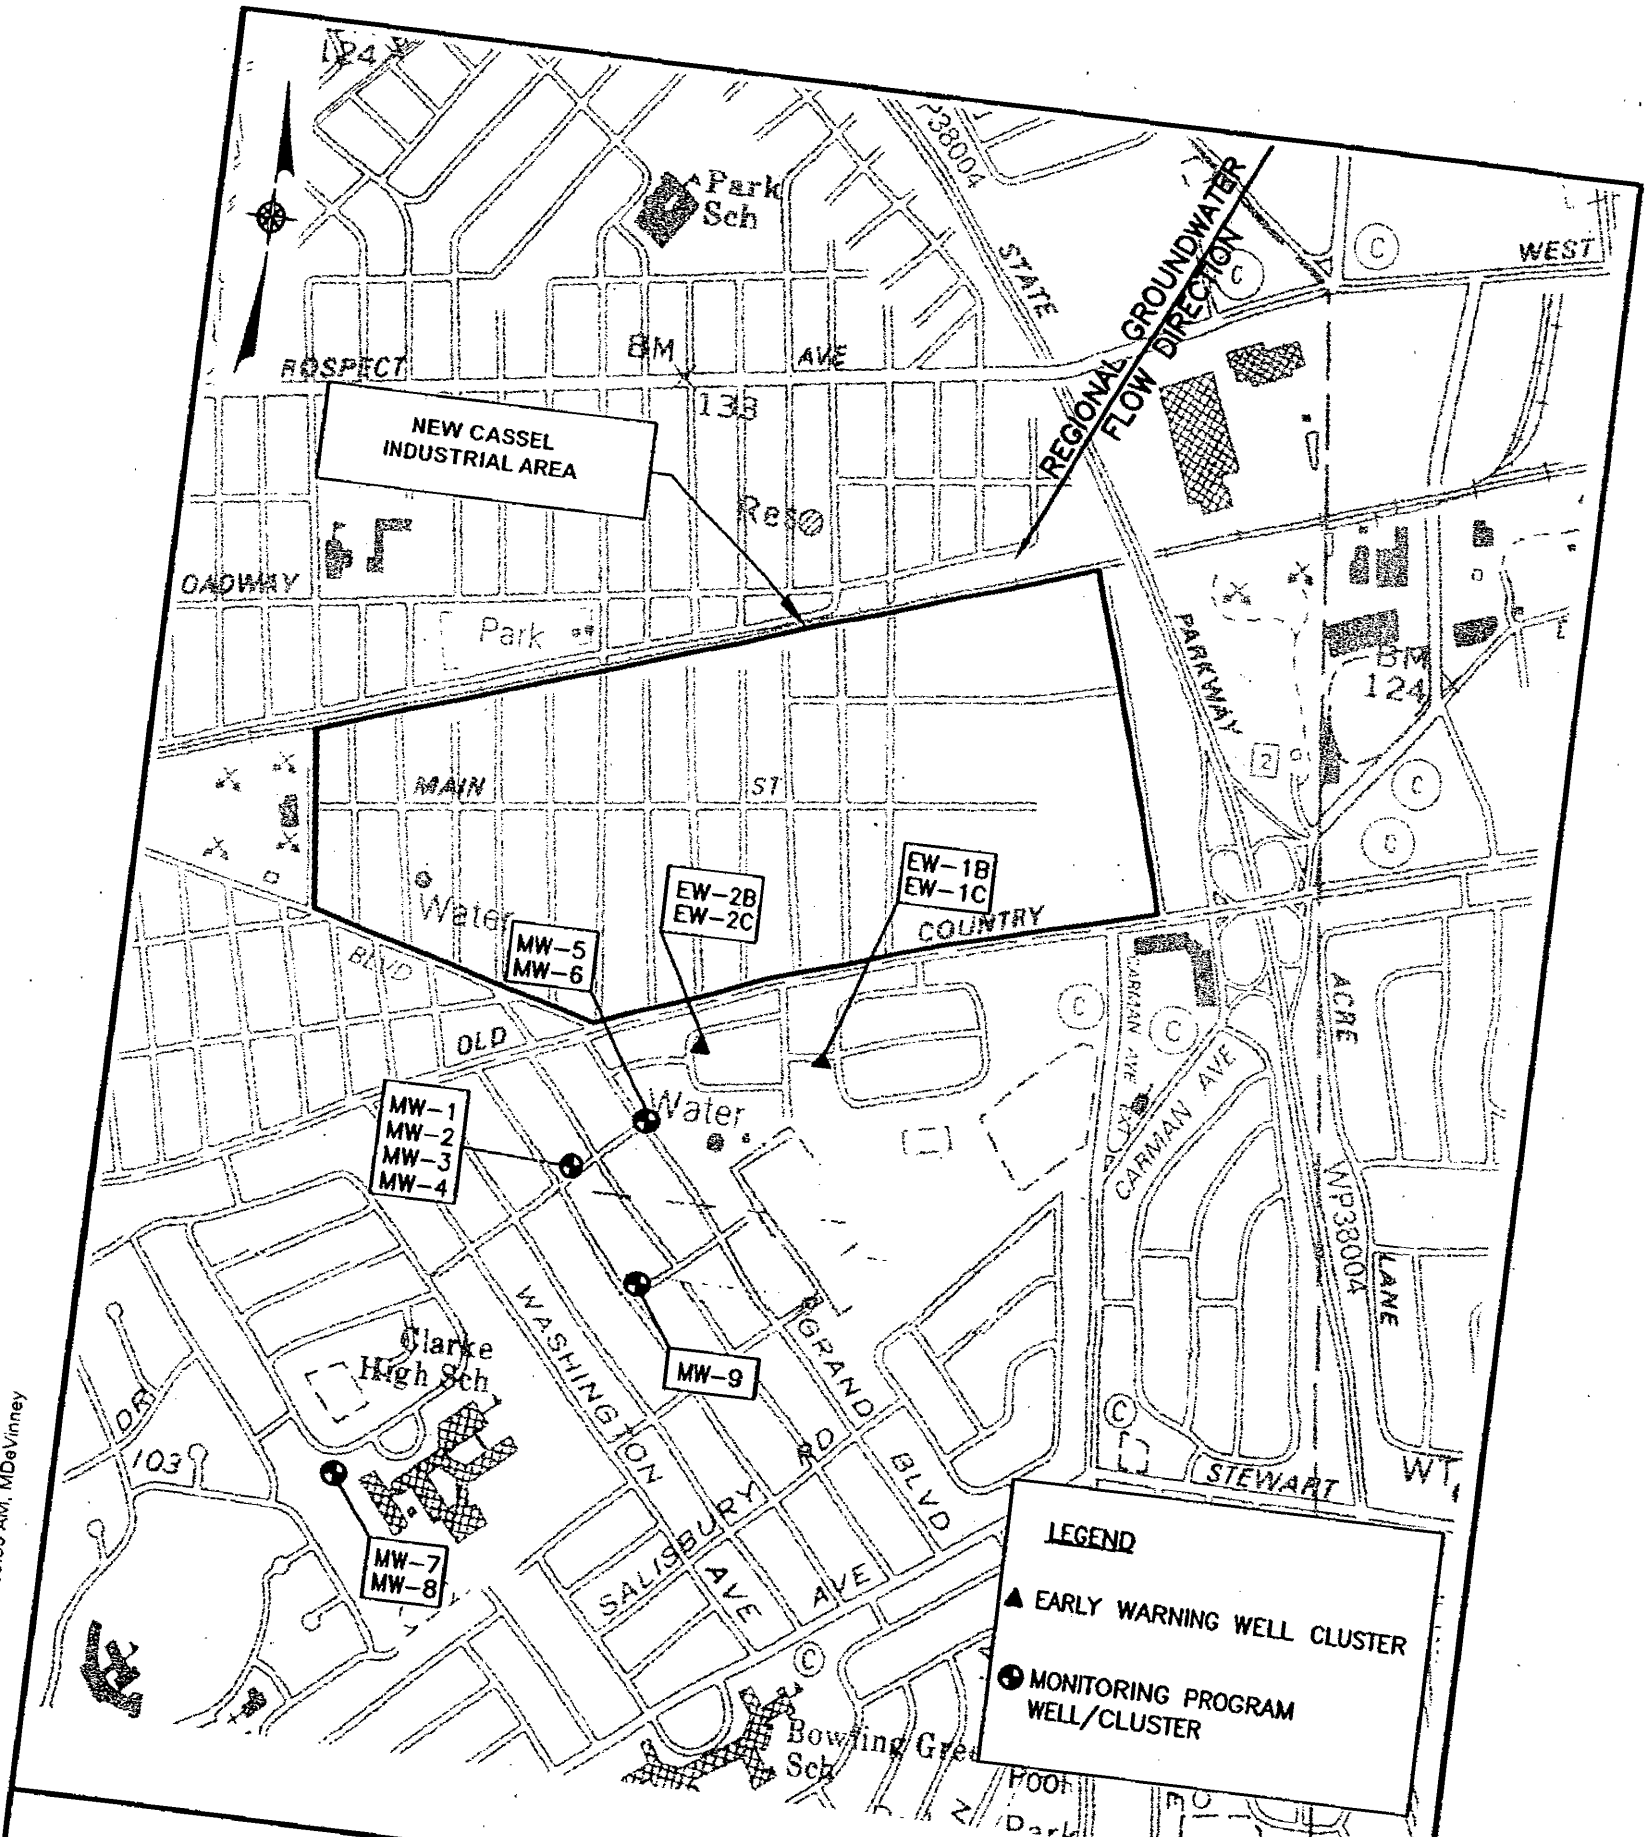 124
Park
Sch
38004
STATE
REGIONAL GROUNDWATER
FLOW DIRECTION
C
C
WEST
ROSPECT
BM
AVE
133
NEW CASSEL
INDUSTRIAL AREA
Res
OADWAY
Park
PARKWAY
BM
124
2
C
C
MAIN
ST
Water
EW-2B
EW-2C
EW-1B
EW-1C
COUNTRY
MW-5
MW-6
BLVD
OLD
C
C
ACRE
CARMAN AVE
MW-1
MW-2
MW-3
MW-4
Water
WP38004
LANE
WASHINGTON
AVE
GRAND
BLVD
MW-9
Clarke
High Sch
DR
103
MW-7
MW-8
SALISBURY
RD
AVE
C
C
STEWART
WT
LEGEND
EARLY WARNING WELL CLUSTER
MONITORING PROGRAM
WELL/CLUSTER
Bowling Gree
Sch
Pool
Park
AM, MDeVinney